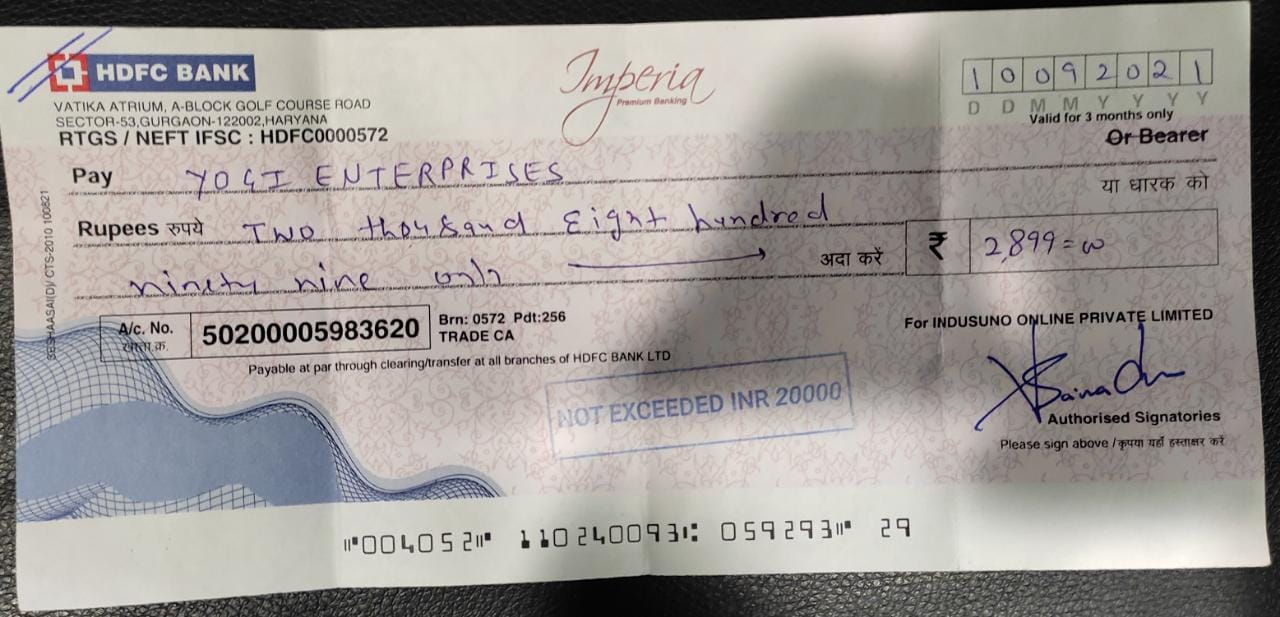 HDFC BANK
Imperia
Premium Banking
1 0 0 9 2 0 2 1
D D M M Y Y Y Y
VATIKA ATRIUM, A-BLOCK GOLF COURSE ROAD
SECTOR-53,GURGAON-122002,HARYANA
RTGS / NEFT IFSC : HDFC0000572
Valid for 3 months only
Or Bearer
Pay YOGI ENTERPRISES
या धारक को
Rupees रुपये Two thousand Eight hundred
ninety nine only अदा करें ₹ 2,899=00
A/c. No.
खाता क्र.
50200005983620
Brn: 0572 Pdt:256
TRADE CA
For INDUSUNO ONLINE PRIVATE LIMITED
Payable at par through clearing/transfer at all branches of HDFC BANK LTD
NOT EXCEEDED INR 20000
Authorised Signatories
Please sign above / कृपया यहाँ हस्ताक्षर करें
SESHAASAI(D)/ CTS-2010 100821
⑈004052⑈ 110240093⑆ 059293⑈ 29